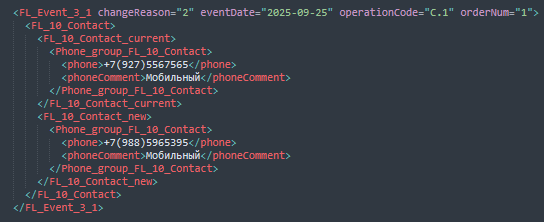 <FL_Event_3_1 changeReason="2" eventDate="2025-09-25" operationCode="C.1" orderNum="1">
<FL_10_Contact>
<FL_10_Contact_current>
<Phone_group_FL_10_Contact>
<phone>+7(927)5567565</phone>
<phoneComment>Мобильный</phoneComment>
</Phone_group_FL_10_Contact>
</FL_10_Contact_current>
<FL_10_Contact_new>
<Phone_group_FL_10_Contact>
<phone>+7(988)5965395</phone>
<phoneComment>Мобильный</phoneComment>
</Phone_group_FL_10_Contact>
</FL_10_Contact_new>
</FL_10_Contact>
</FL_Event_3_1>